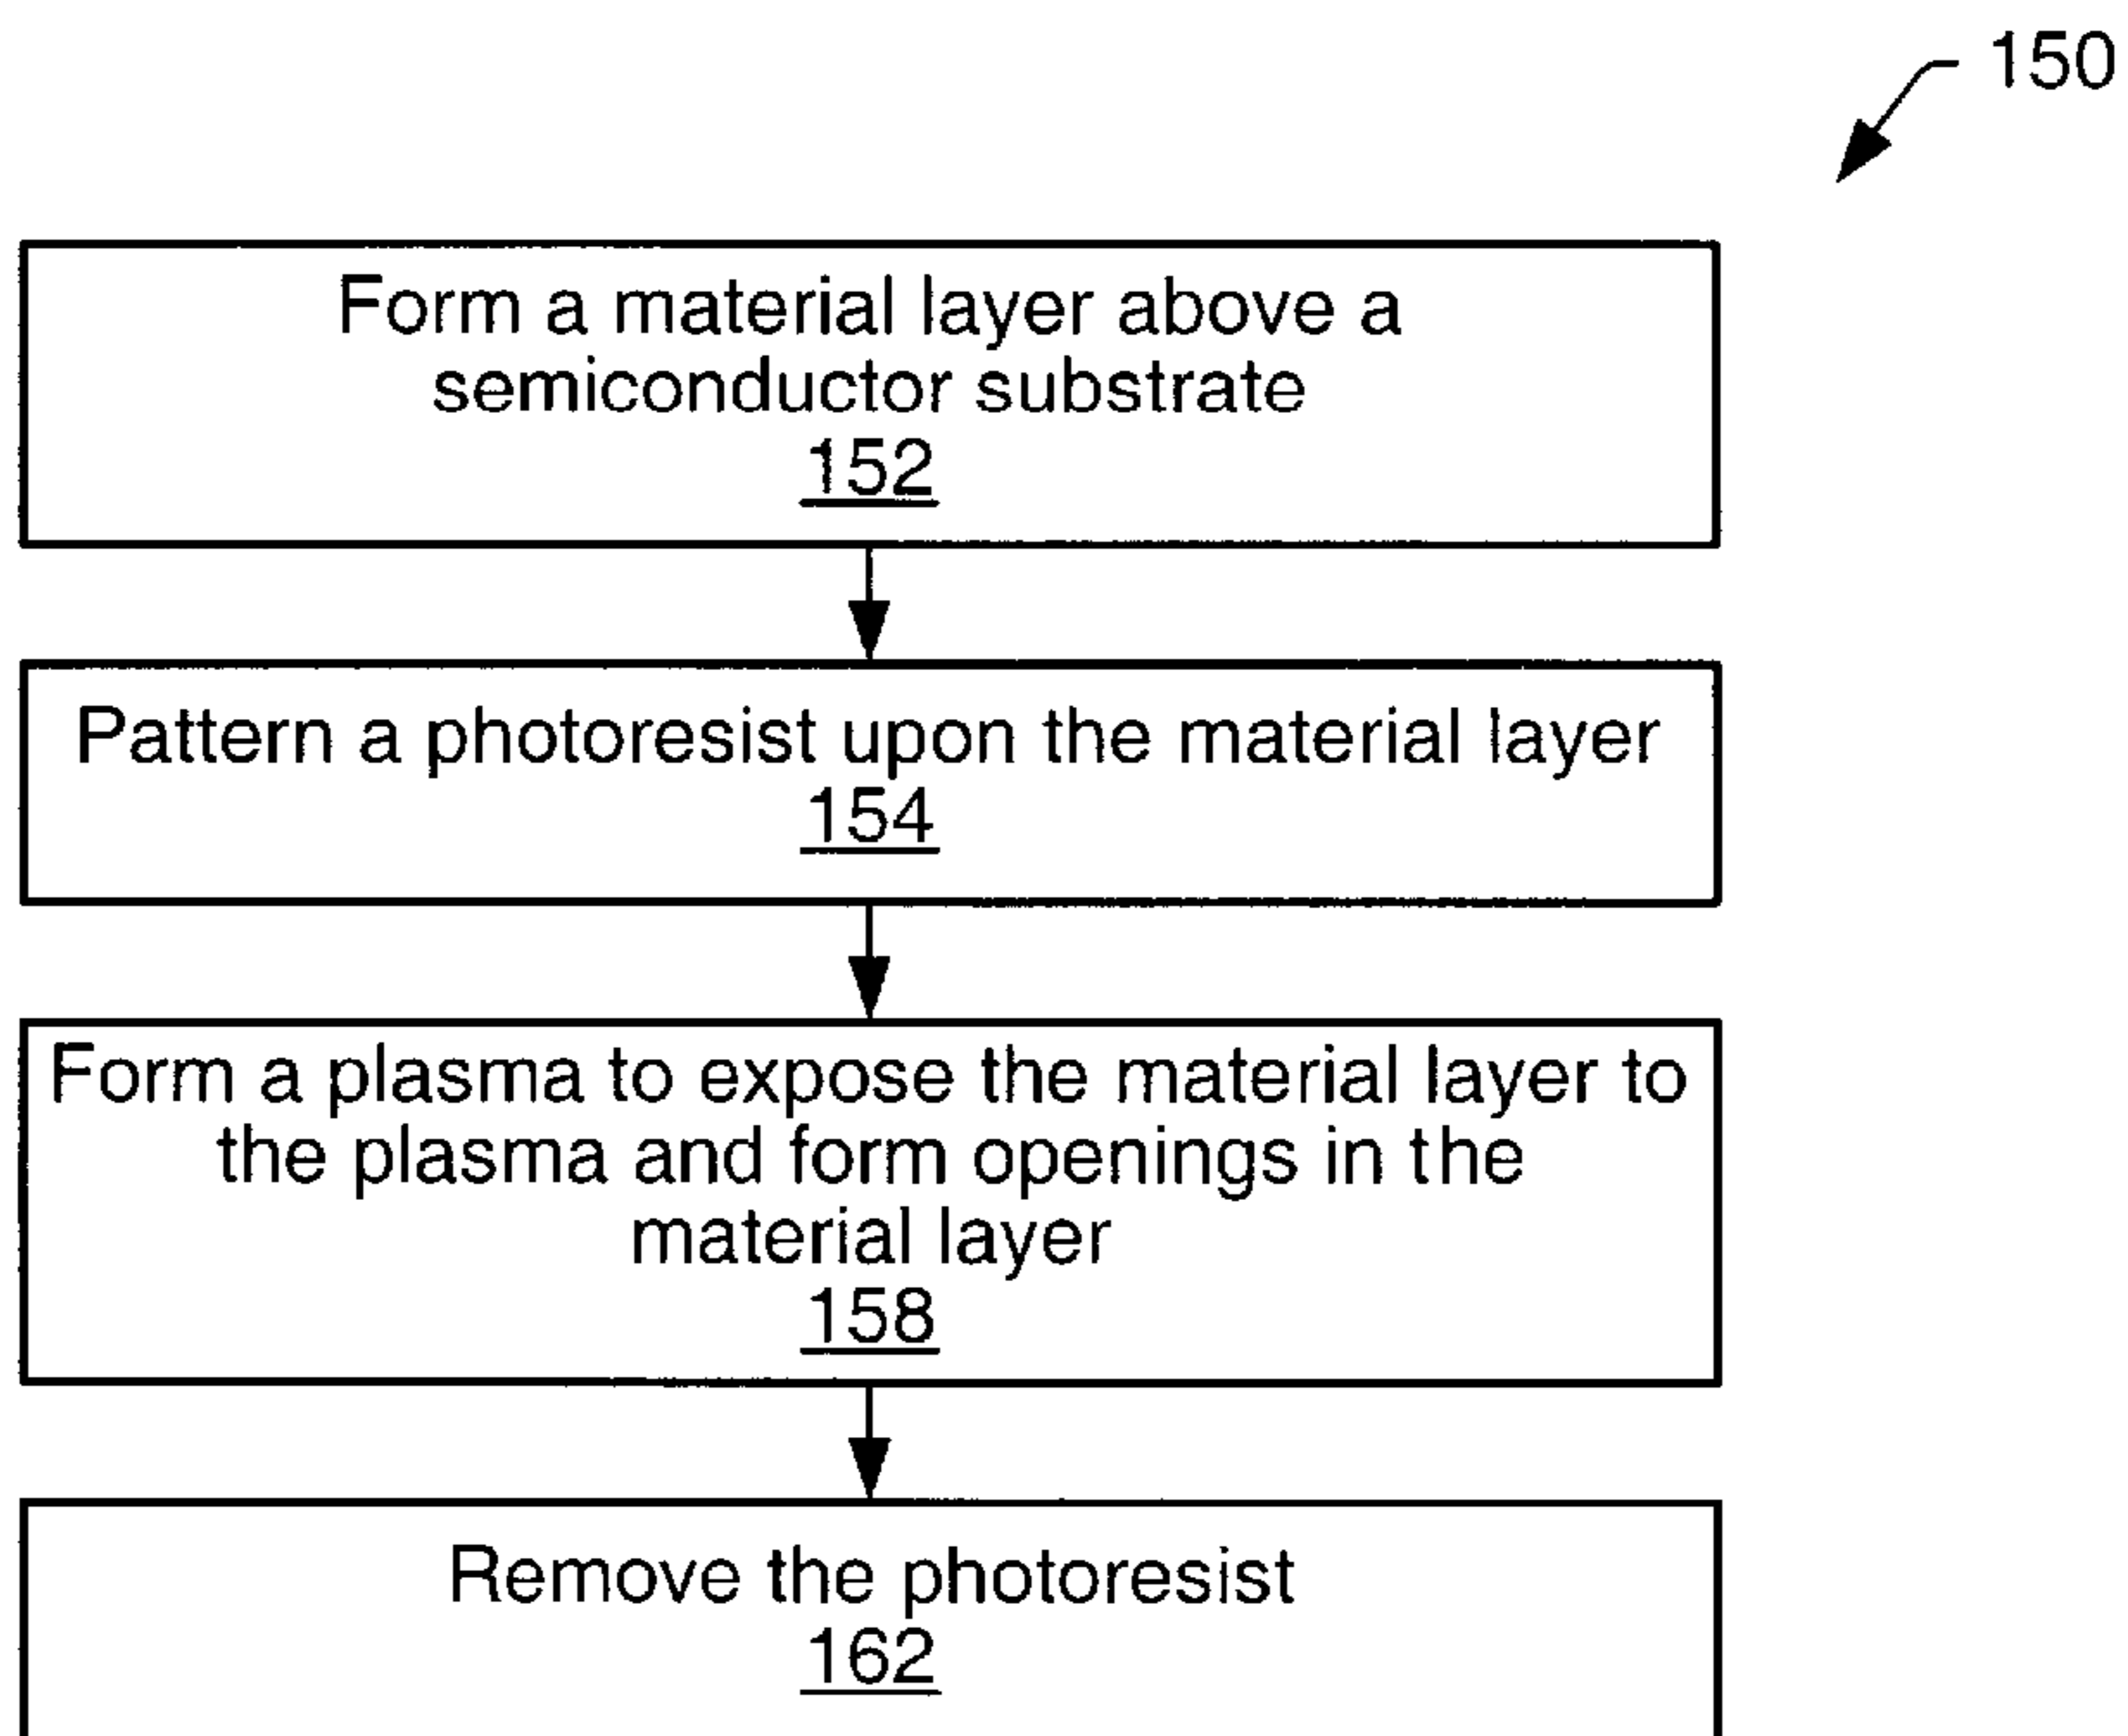 150
Form a material layer above a
semiconductor substrate
152
Pattern a photoresist upon the material layer
154
Form a plasma to expose the material layer to
the plasma and form openings in the
material layer
158
Remove the photoresist
162